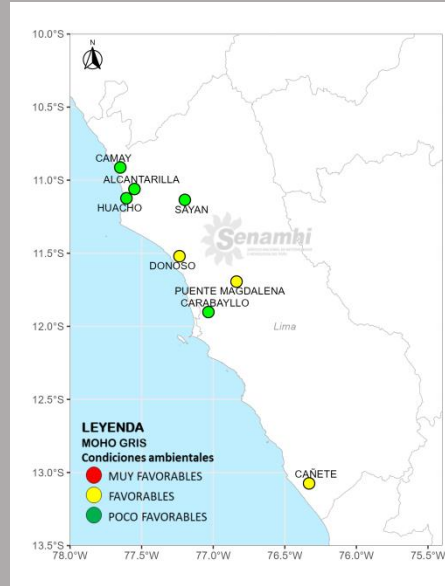 10.0°S
N
10.5°S
CAMAY
11.0°S
ALCANTARILLA
HUACHO
SAYAN
Senamhi
11.5°S
DONOSO
PUENTE MAGDALENA
CARABAYLLO
12.0°S
Lima
12.5°S
LEYENDA
MOHO GRIS
Condiciones ambientales
13.0°S
CAÑETE
MUY FAVORABLES
FAVORABLES
POCO FAVORABLES
13.5°S
78.0°W 77.5°W 77.0°W 76.5°W 76.0°W 75.5°W